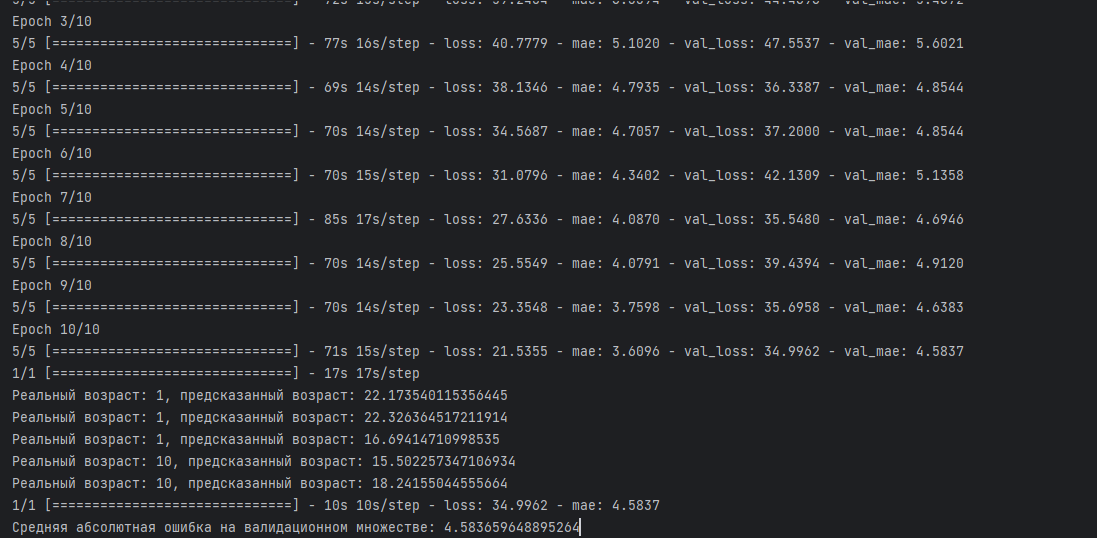 Epoch 3/10
5/5 [==============================] - 77s 16s/step - loss: 40.7779 - mae: 5.1020 - val_loss: 47.5537 - val_mae: 5.6021
Epoch 4/10
5/5 [==============================] - 69s 14s/step - loss: 38.1346 - mae: 4.7935 - val_loss: 36.3387 - val_mae: 4.8544
Epoch 5/10
5/5 [==============================] - 70s 14s/step - loss: 34.5687 - mae: 4.7057 - val_loss: 37.2000 - val_mae: 4.8544
Epoch 6/10
5/5 [==============================] - 70s 15s/step - loss: 31.0796 - mae: 4.3402 - val_loss: 42.1309 - val_mae: 5.1358
Epoch 7/10
5/5 [==============================] - 85s 17s/step - loss: 27.6336 - mae: 4.0870 - val_loss: 35.5480 - val_mae: 4.6946
Epoch 8/10
5/5 [==============================] - 70s 14s/step - loss: 25.5549 - mae: 4.0791 - val_loss: 39.4394 - val_mae: 4.9120
Epoch 9/10
5/5 [==============================] - 70s 14s/step - loss: 23.3548 - mae: 3.7598 - val_loss: 35.6958 - val_mae: 4.6383
Epoch 10/10
5/5 [==============================] - 71s 15s/step - loss: 21.5355 - mae: 3.6096 - val_loss: 34.9962 - val_mae: 4.5837
1/1 [==============================] - 17s 17s/step
Реальный возраст: 1, предсказанный возраст: 22.173540115356445
Реальный возраст: 1, предсказанный возраст: 22.326364517211914
Реальный возраст: 1, предсказанный возраст: 16.69414710998535
Реальный возраст: 10, предсказанный возраст: 15.502257347106934
Реальный возраст: 10, предсказанный возраст: 18.24155044555664
1/1 [==============================] - 10s 10s/step - loss: 34.9962 - mae: 4.5837
Средняя абсолютная ошибка на валидационном множестве: 4.583659648895264